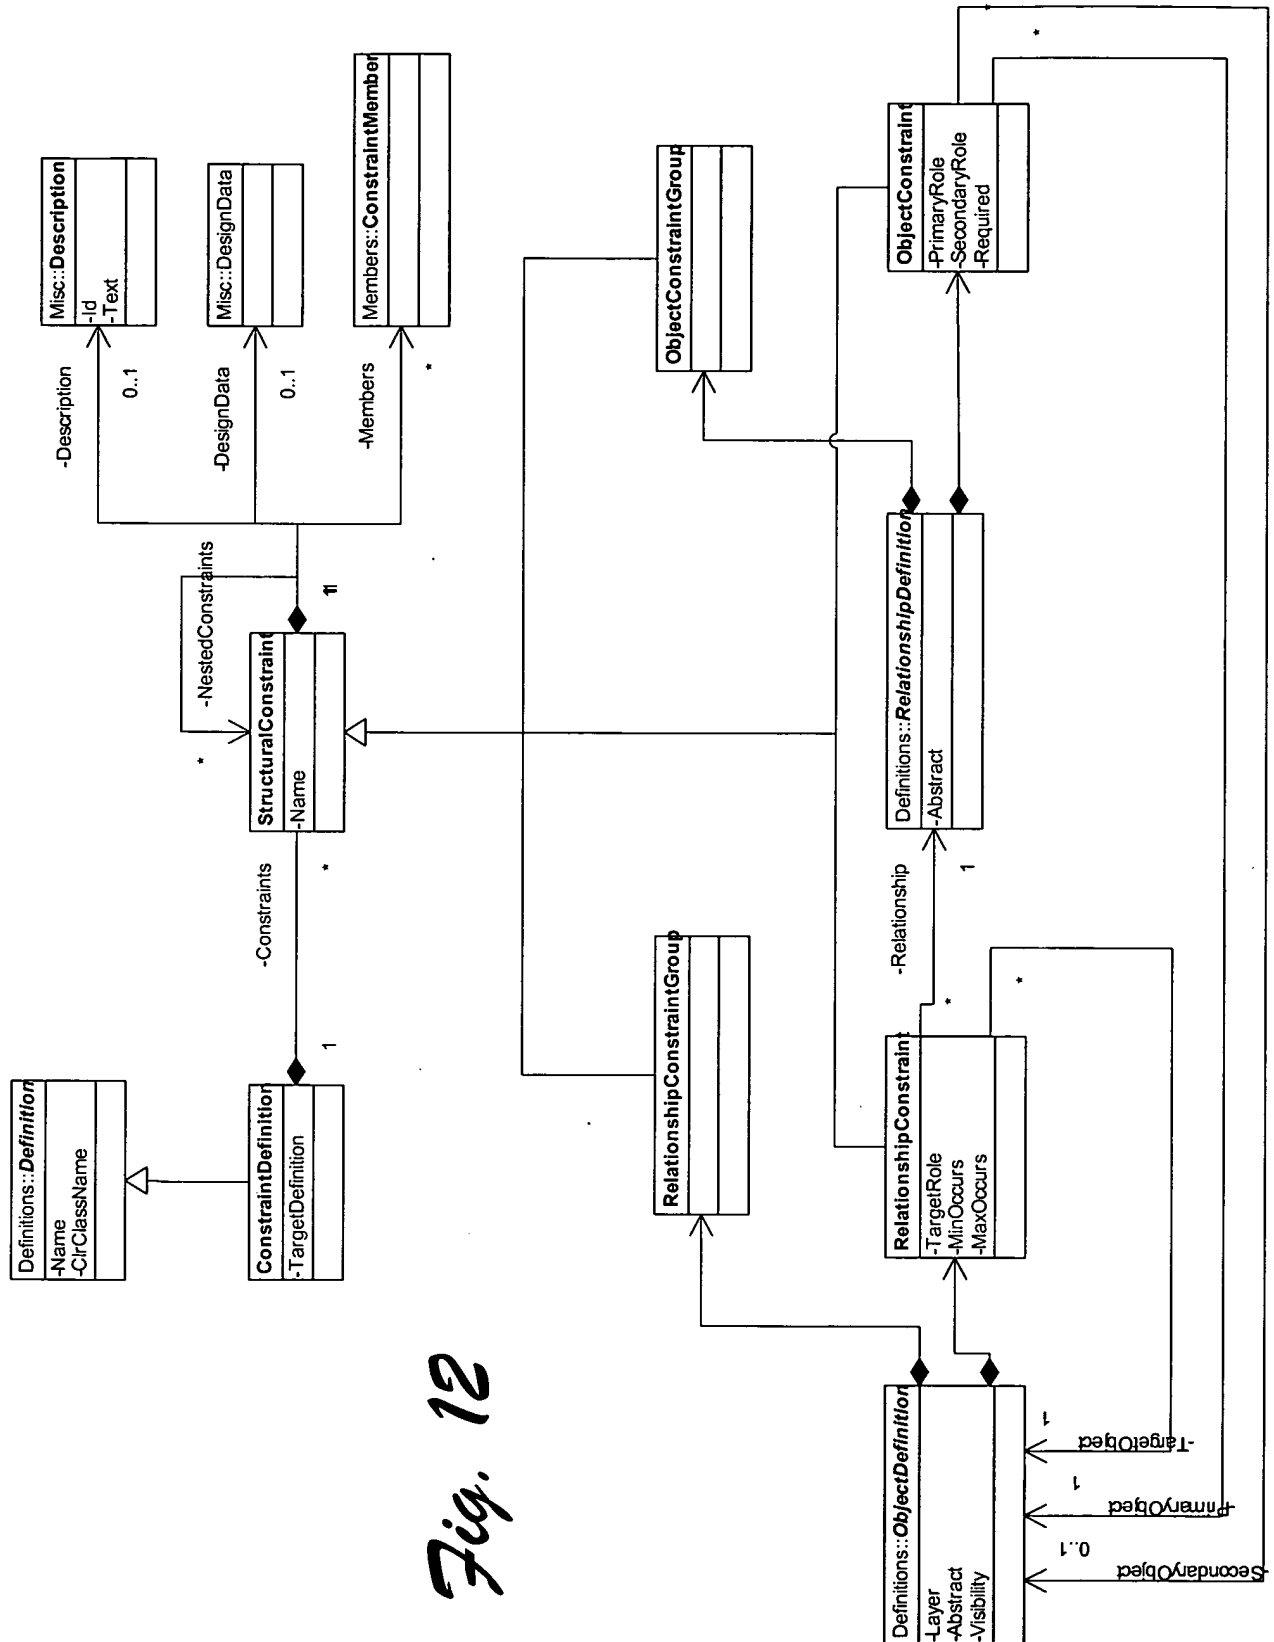 Definitions::Definition
-Name
-ClrClassName
ConstraintDefinition
-TargetDefinition
1
-Constraints
*
StructuralConstraint
-Name
*
-NestedConstraints
-Description
0..1
Misc::Description
-Id
-Text
-DesignData
0..1
Misc::DesignData
-Members
*
Members::ConstraintMember
RelationshipConstraintGroup
ObjectConstraintGroup
Definitions::ObjectDefinition
-Layer
-Abstract
-Visibility
RelationshipConstraint
-TargetRole
-MinOccurs
-MaxOccurs
*
*
-Relationship
1
Definitions::RelationshipDefinition
-Abstract
ObjectConstraint
-PrimaryRole
-SecondaryRole
-Required
*
*
1
-TargetObject
1
-PrimaryObject
0..1
-SecondaryObject
Fig. 12